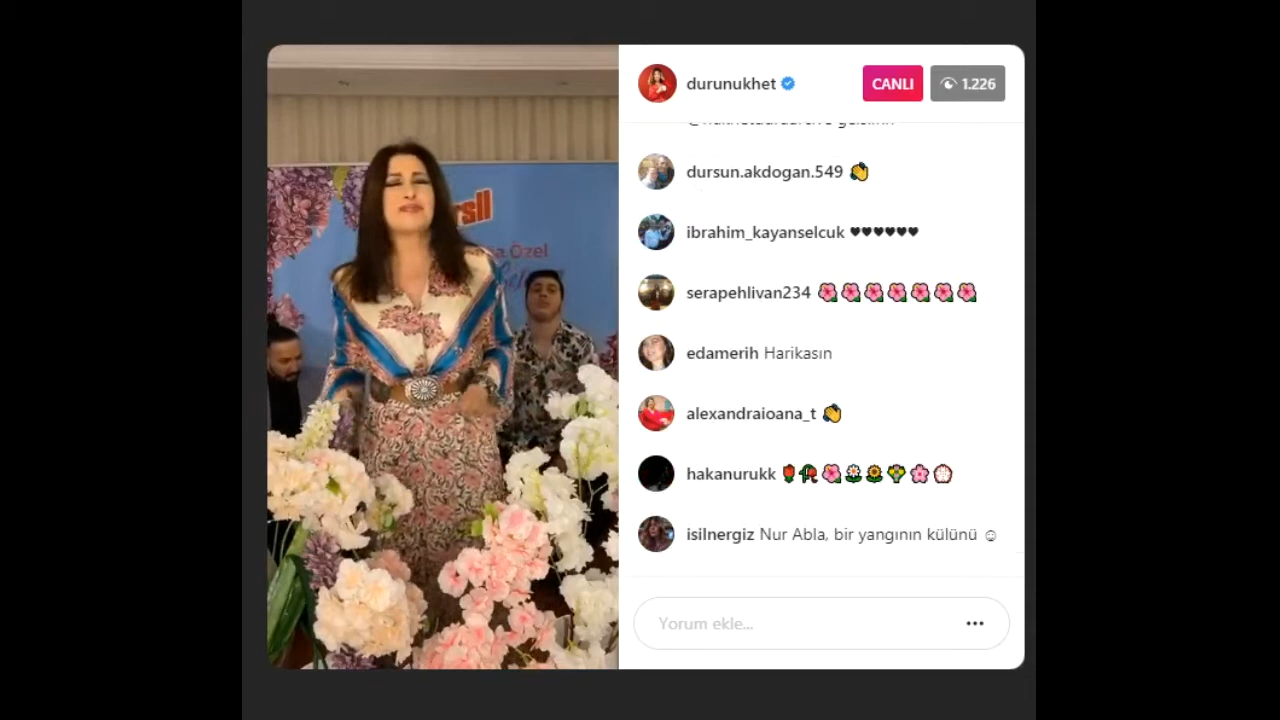 durunukhet
CANLI
1.226
dursun.akdogan.549
ibrahim_kayanselcuk
serapehlivan234
edamerih Harikasın
alexandraioana_t
hakanurukk
isilnergiz Nur Abla, bir yangının külünü
Yorum ekle...
Özel